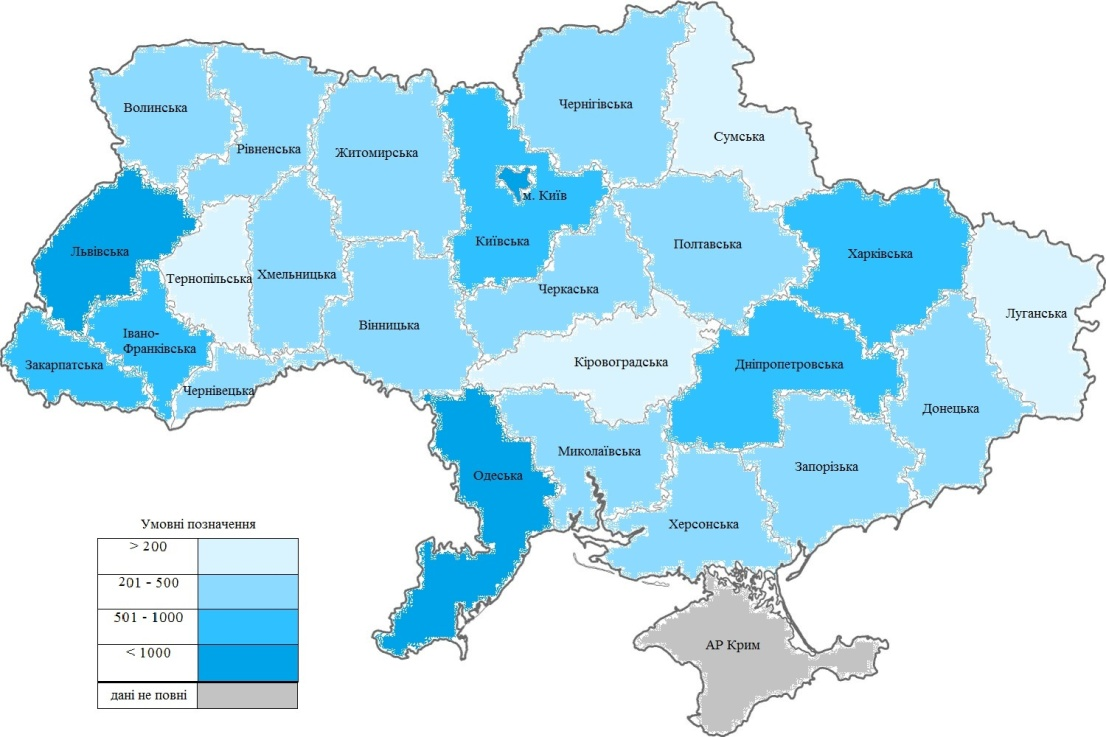 Волинська
Рівненська
Житомирська
Чернігівська
Сумська
м. Київ
Київська
Львівська
Тернопільська
Хмельницька
Вінницька
Черкаська
Полтавська
Харківська
Луганська
Івано-
Франківська
Закарпатська
Чернівецька
Кіровоградська
Дніпропетровська
Донецька
Одеська
Миколаївська
Запорізька
Херсонська
АР Крим
Умовні позначення
> 200
201 - 500
501 - 1000
< 1000
дані не повні